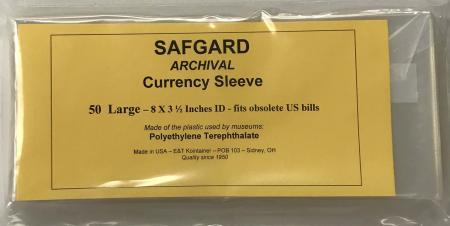 SAFGARD
ARCHIVAL
Currency Sleeve
50 Large – 8 X 3 ½ Inches ID - fits obsolete US bills
Made of the plastic used by museums:
Polyethylene Terephthalate
Made in USA – E&T Kointainer – POB 103 – Sidney, OH
Quality since 1950